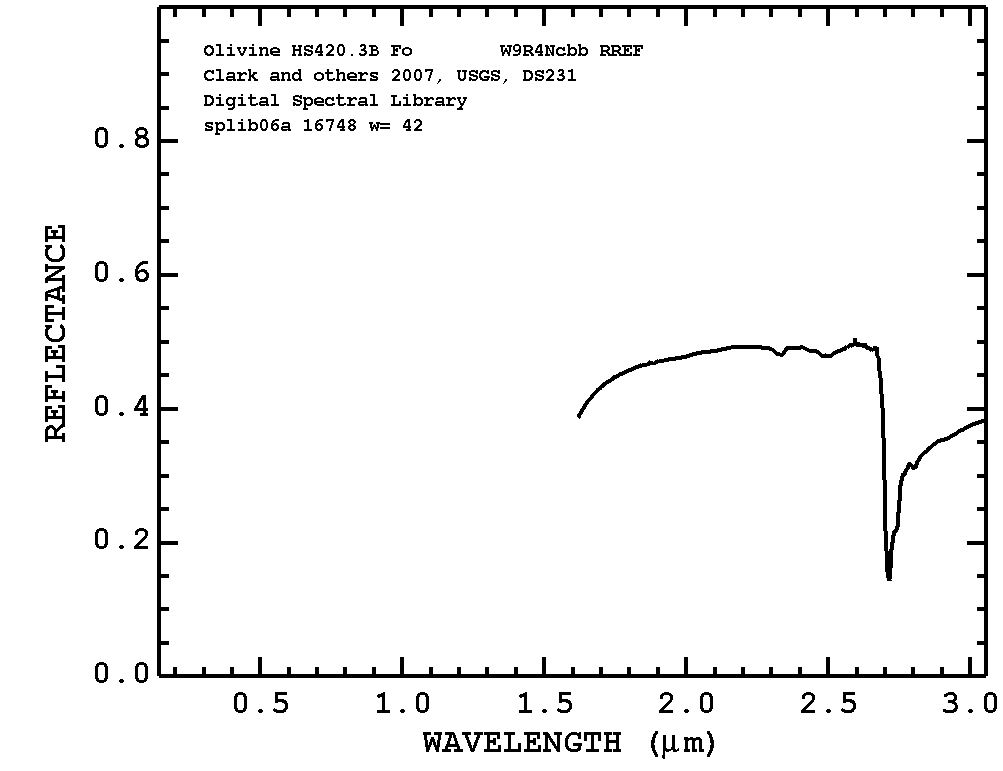 Olivine HS420.3B Fo W9R4Ncbb RREF
Clark and others 2007, USGS, DS231
Digital Spectral Library
splib06a 16748 w= 42
REFLECTANCE
0.8
0.6
0.4
0.2
0.0
0.5 1.0 1.5 2.0 2.5 3.0
WAVELENGTH (μm)